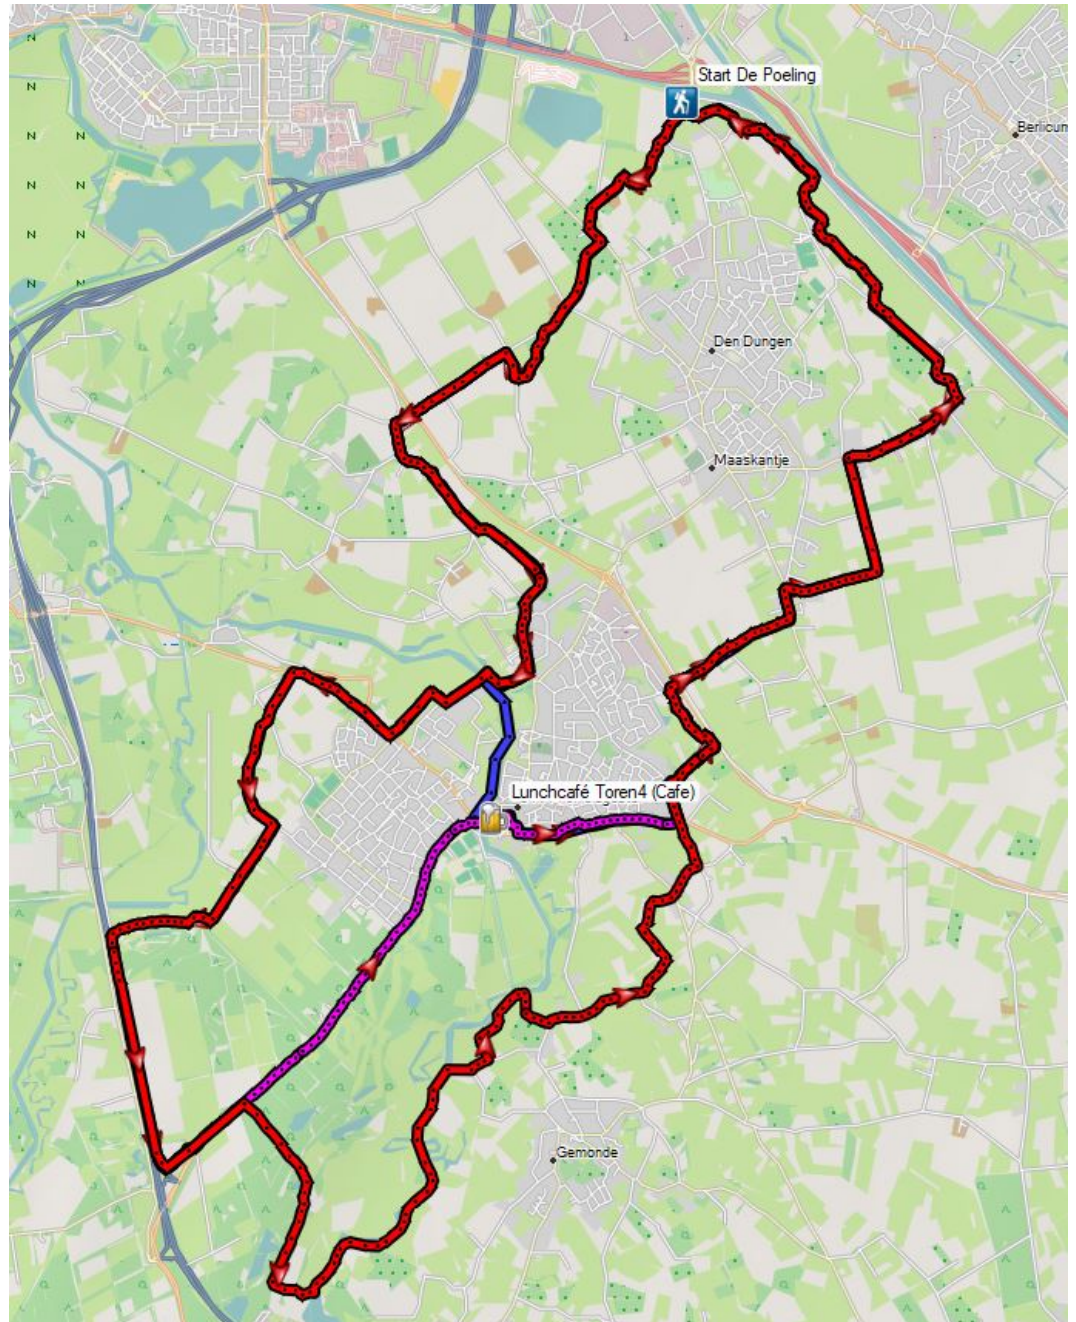 Start De Poeling
Berlicum
Den Dungen
Maaskantje
Lunchcafé Toren4 (Cafe)
Gemonde